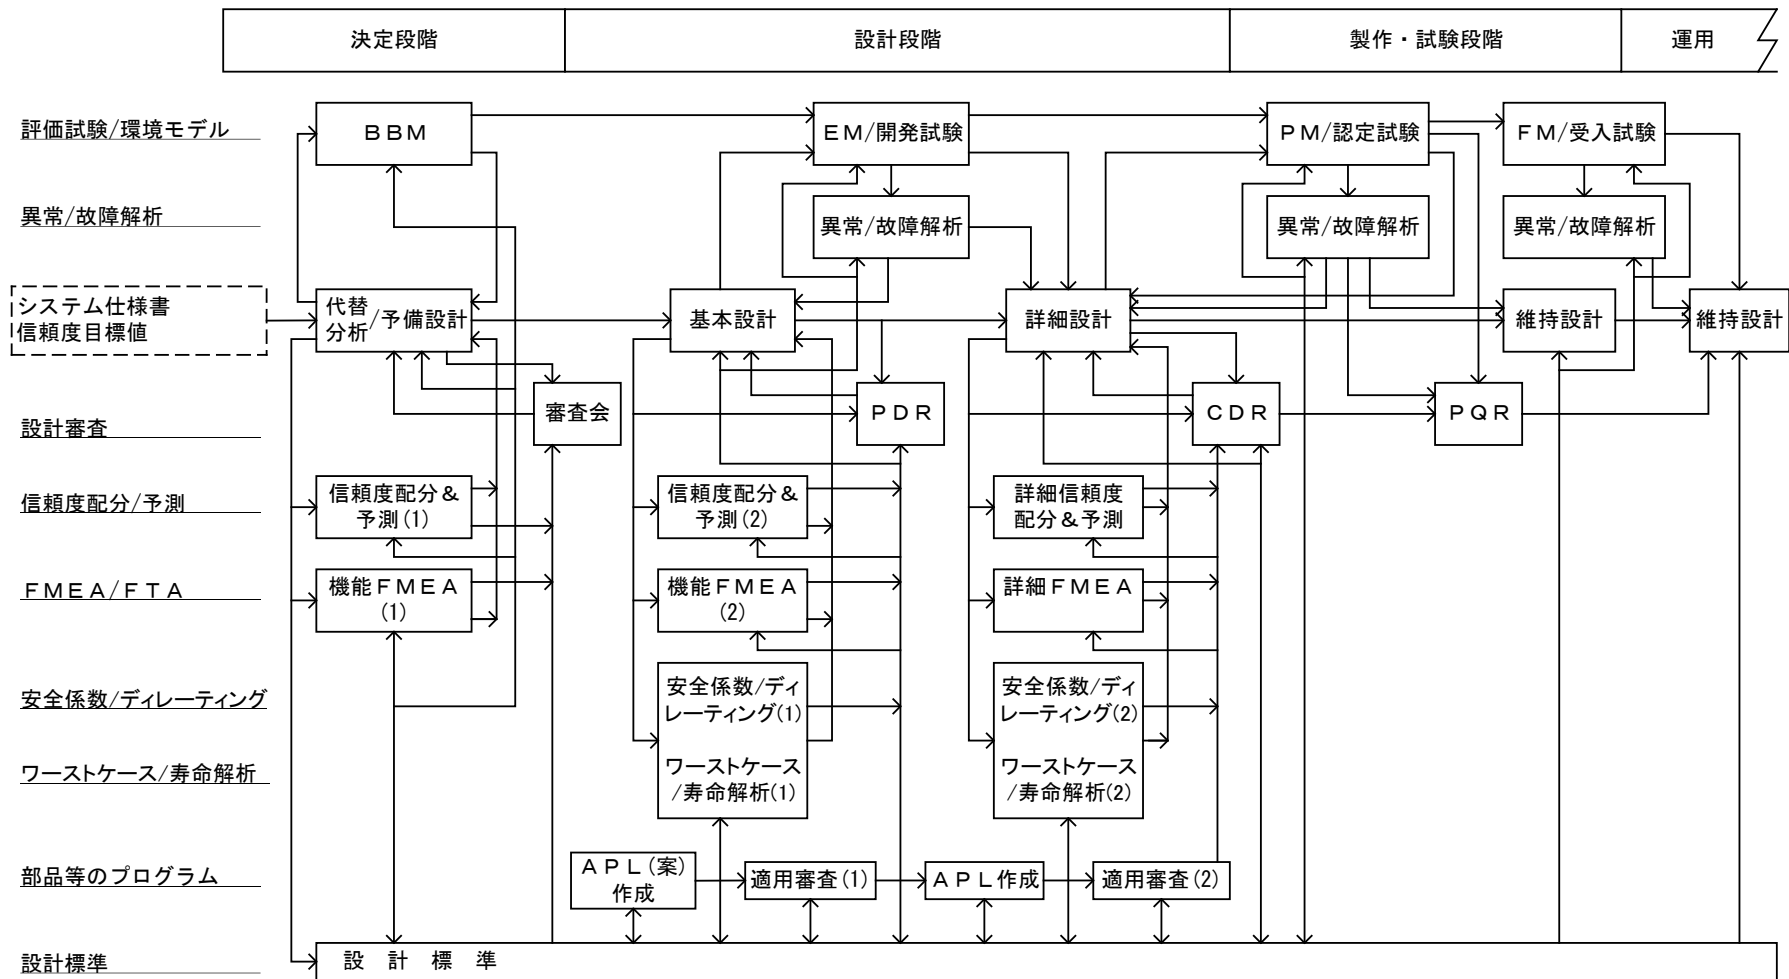 決定段階
設計段階
製作・試験段階
運用
評価試験/環境モデル
ＢＢＭ
ＥＭ/開発試験
ＰＭ/認定試験
ＦＭ/受入試験
異常/故障解析
異常/故障解析
異常/故障解析
異常/故障解析
システム仕様書
信頼度目標値
代替
分析/予備設計
基本設計
詳細設計
維持設計
維持設計
設計審査
審査会
ＰＤＲ
ＣＤＲ
ＰＱＲ
信頼度配分/予測
信頼度配分＆
予測(1)
信頼度配分＆
予測(2)
詳細信頼度
配分＆予測
ＦＭＥＡ/ＦＴＡ
機能ＦＭＥＡ
(1)
機能ＦＭＥＡ
(2)
詳細ＦＭＥＡ
安全係数/ディレーティング
安全係数/ディ
レーティング(1)
安全係数/ディ
レーティング(2)
ワーストケース/寿命解析
ワーストケース
/寿命解析(1)
ワーストケース
/寿命解析(2)
部品等のプログラム
ＡＰＬ(案)
作成
適用審査(1)
ＡＰＬ作成
適用審査(2)
設計標準
設　計　標　準